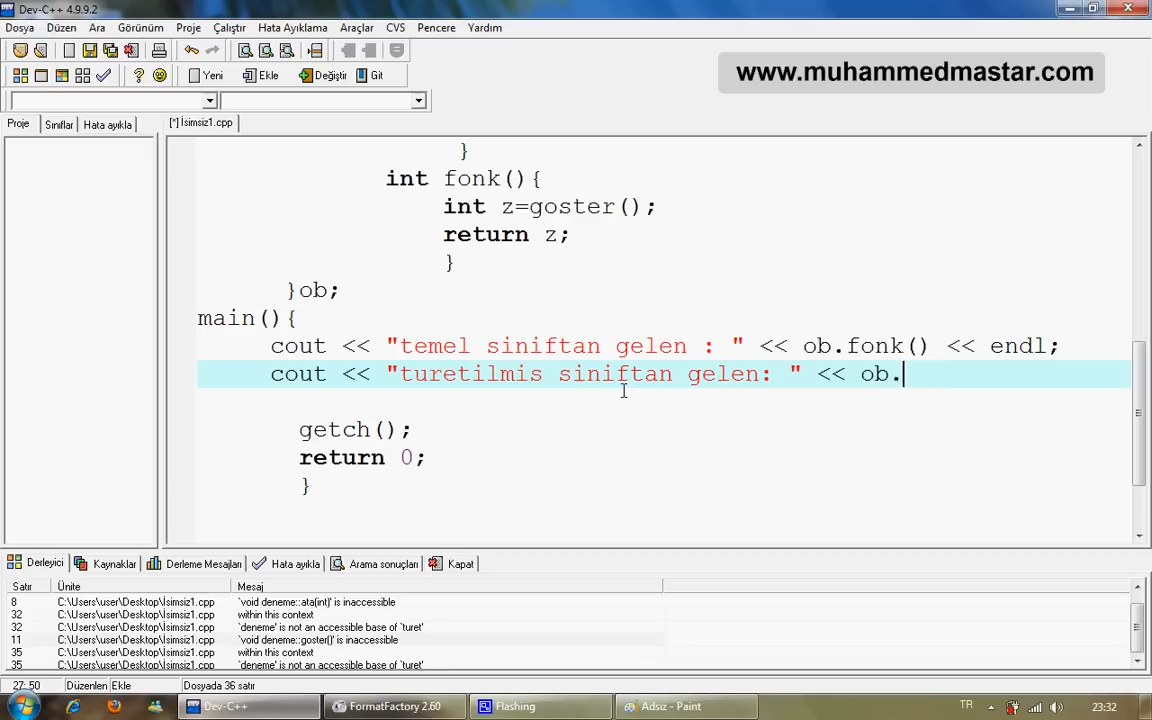 Dev-C++ 4.9.9.2
Dosya Düzen Ara Görünüm Proje Çalıştır Hata Ayıklama Araçlar CVS Pencere Yardım
www.muhammedmastar.com
Yeni Ekle Değiştir Git
Proje Sınıflar Hata ayıkla
[*] İsimsiz1.cpp
}
int fonk(){
int z=goster();
return z;
}
}ob;
main(){
cout << "temel siniftan gelen : " << ob.fonk() << endl;
cout << "turetilmis siniftan gelen: " << ob.
getch();
return 0;
}
Derleyici Kaynaklar Derleme Mesajları Hata ayıkla Arama sonuçları Kapat
Satır Ünite Mesaj
8 C:\Users\user\Desktop\İsimsiz1.cpp `void deneme::ata(int)' is inaccessible
C:\Users\user\Desktop\İsimsiz1.cpp within this context
32 C:\Users\user\Desktop\İsimsiz1.cpp `deneme' is not an accessible base of `turet'
11 C:\Users\user\Desktop\İsimsiz1.cpp `void deneme::goster()' is inaccessible
35 C:\Users\user\Desktop\İsimsiz1.cpp within this context
35 C:\Users\user\Desktop\İsimsiz1.cpp `deneme' is not an accessible base of `turet'
27: 50 Düzenlen Ekle Dosyada 36 satır
Dev-C++ FormatFactory 2.60 Flashing Adsız - Paint TR 23:32